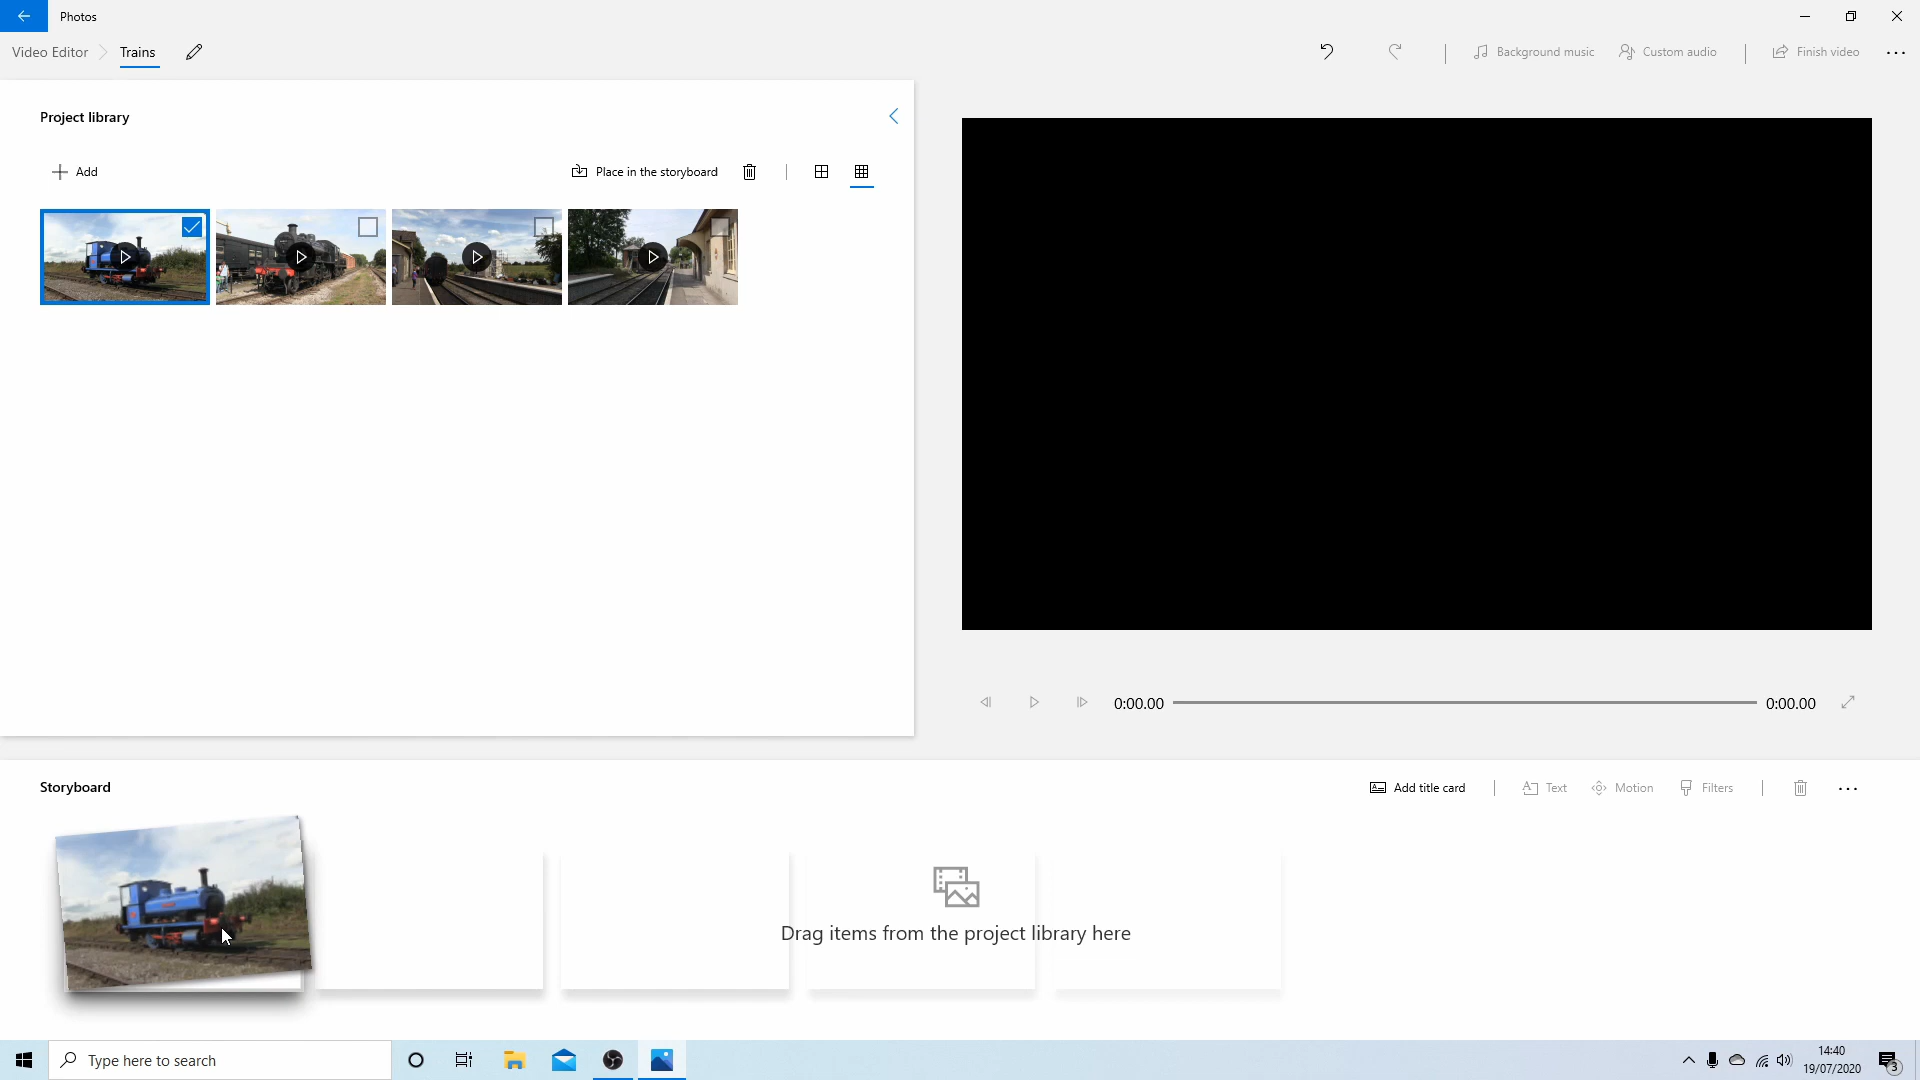 Photos
Video Editor
Trains
Background music
Custom audio
Finish video
Project library
Add
Place in the storyboard
0:00.00
0:00.00
Storyboard
Add title card
Text
Motion
Filters
Drag items from the project library here
Type here to search
14:40
19/07/2020
3